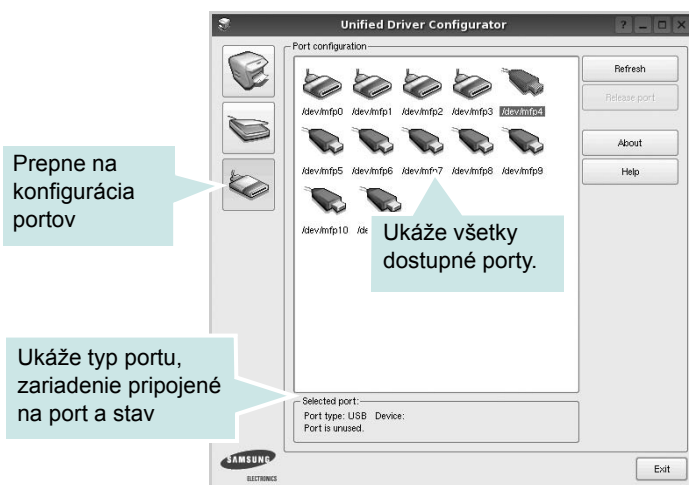 Unified Driver Configurator
Port configuration
/dev/mfp0 /dev/mfp1 /dev/mfp2 /dev/mfp3 /dev/mfp4
/dev/mfp5 /dev/mfp6 /dev/mfp7 /dev/mfp8 /dev/mfp9
/dev/mfp10
Refresh
Release port
About
Help
Prepne na
konfigurácia
portov
Ukáže všetky
dostupné porty.
Ukáže typ portu,
zariadenie pripojené
na port a stav
Selected port:
Port type: USB Device:
Port is unused.
SAMSUNG
ELECTRONICS
Exit